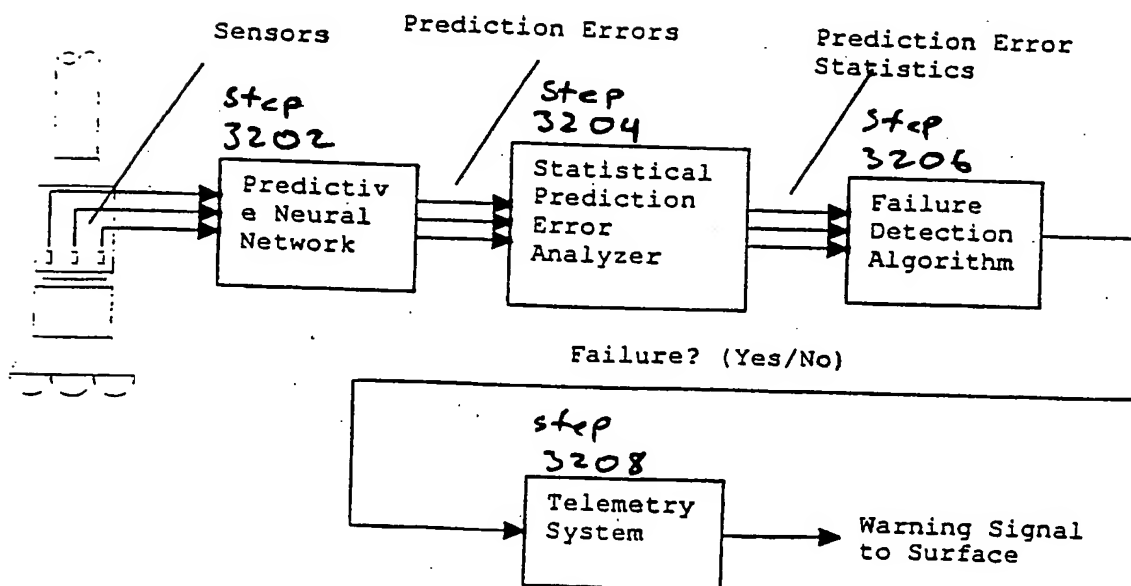 Sensors
Prediction Errors
Prediction Error
Statistics
step
3202
step
3204
step
3206
Predictiv
e Neural
Network
Statistical
Prediction
Error
Analyzer
Failure
Detection
Algorithm
Failure? (Yes/No)
step
3208
Telemetry
System
Warning Signal
to Surface